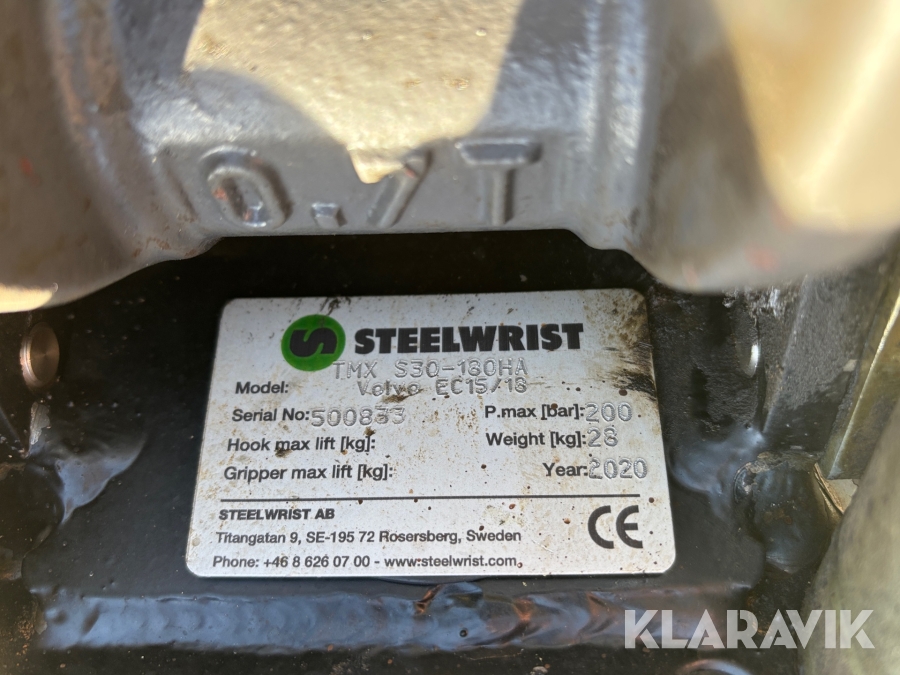 0.7T
STEELWRIST
TMX S30-180HA
Model: Volvo EC15/18
Serial No: 500833 P.max [bar]: 200
Hook max lift [kg]: Weight [kg]: 28
Gripper max lift [kg]: Year: 2020
STEELWRIST AB
Titangatan 9, SE-195 72 Rosersberg, Sweden
Phone: +46 8 626 07 00 - www.steelwrist.com
CE
KLARAVIK